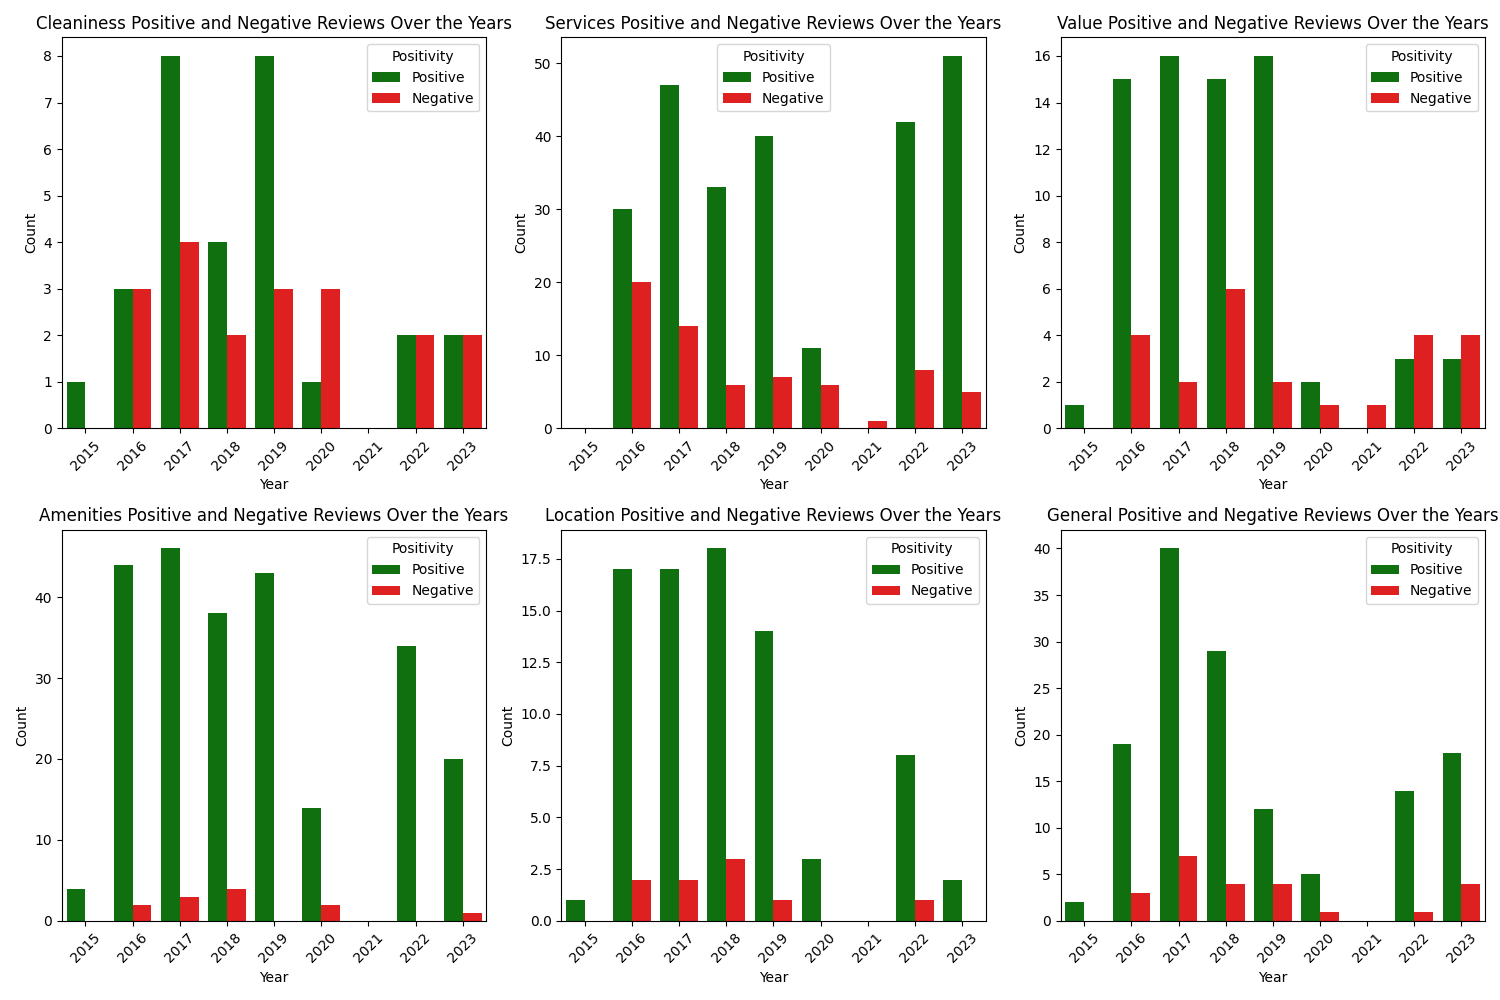 Cleaniness Positive and Negative Reviews Over the Years
Count
8
7
6
5
4
3
2
1
0
Positivity
Positive
Negative
2015
2016
2017
2018
2019
2020
2021
2022
2023
Year
Services Positive and Negative Reviews Over the Years
Count
50
40
30
20
10
0
Positivity
Positive
Negative
2015
2016
2017
2018
2019
2020
2021
2022
2023
Year
Value Positive and Negative Reviews Over the Years
Count
16
14
12
10
8
6
4
2
0
Positivity
Positive
Negative
2015
2016
2017
2018
2019
2020
2021
2022
2023
Year
Amenities Positive and Negative Reviews Over the Years
Count
40
30
20
10
0
Positivity
Positive
Negative
2015
2016
2017
2018
2019
2020
2021
2022
2023
Year
Location Positive and Negative Reviews Over the Years
Count
17.5
15.0
12.5
10.0
7.5
5.0
2.5
0.0
Positivity
Positive
Negative
2015
2016
2017
2018
2019
2020
2021
2022
2023
Year
General Positive and Negative Reviews Over the Years
Count
40
35
30
25
20
15
10
5
0
Positivity
Positive
Negative
2015
2016
2017
2018
2019
2020
2021
2022
2023
Year